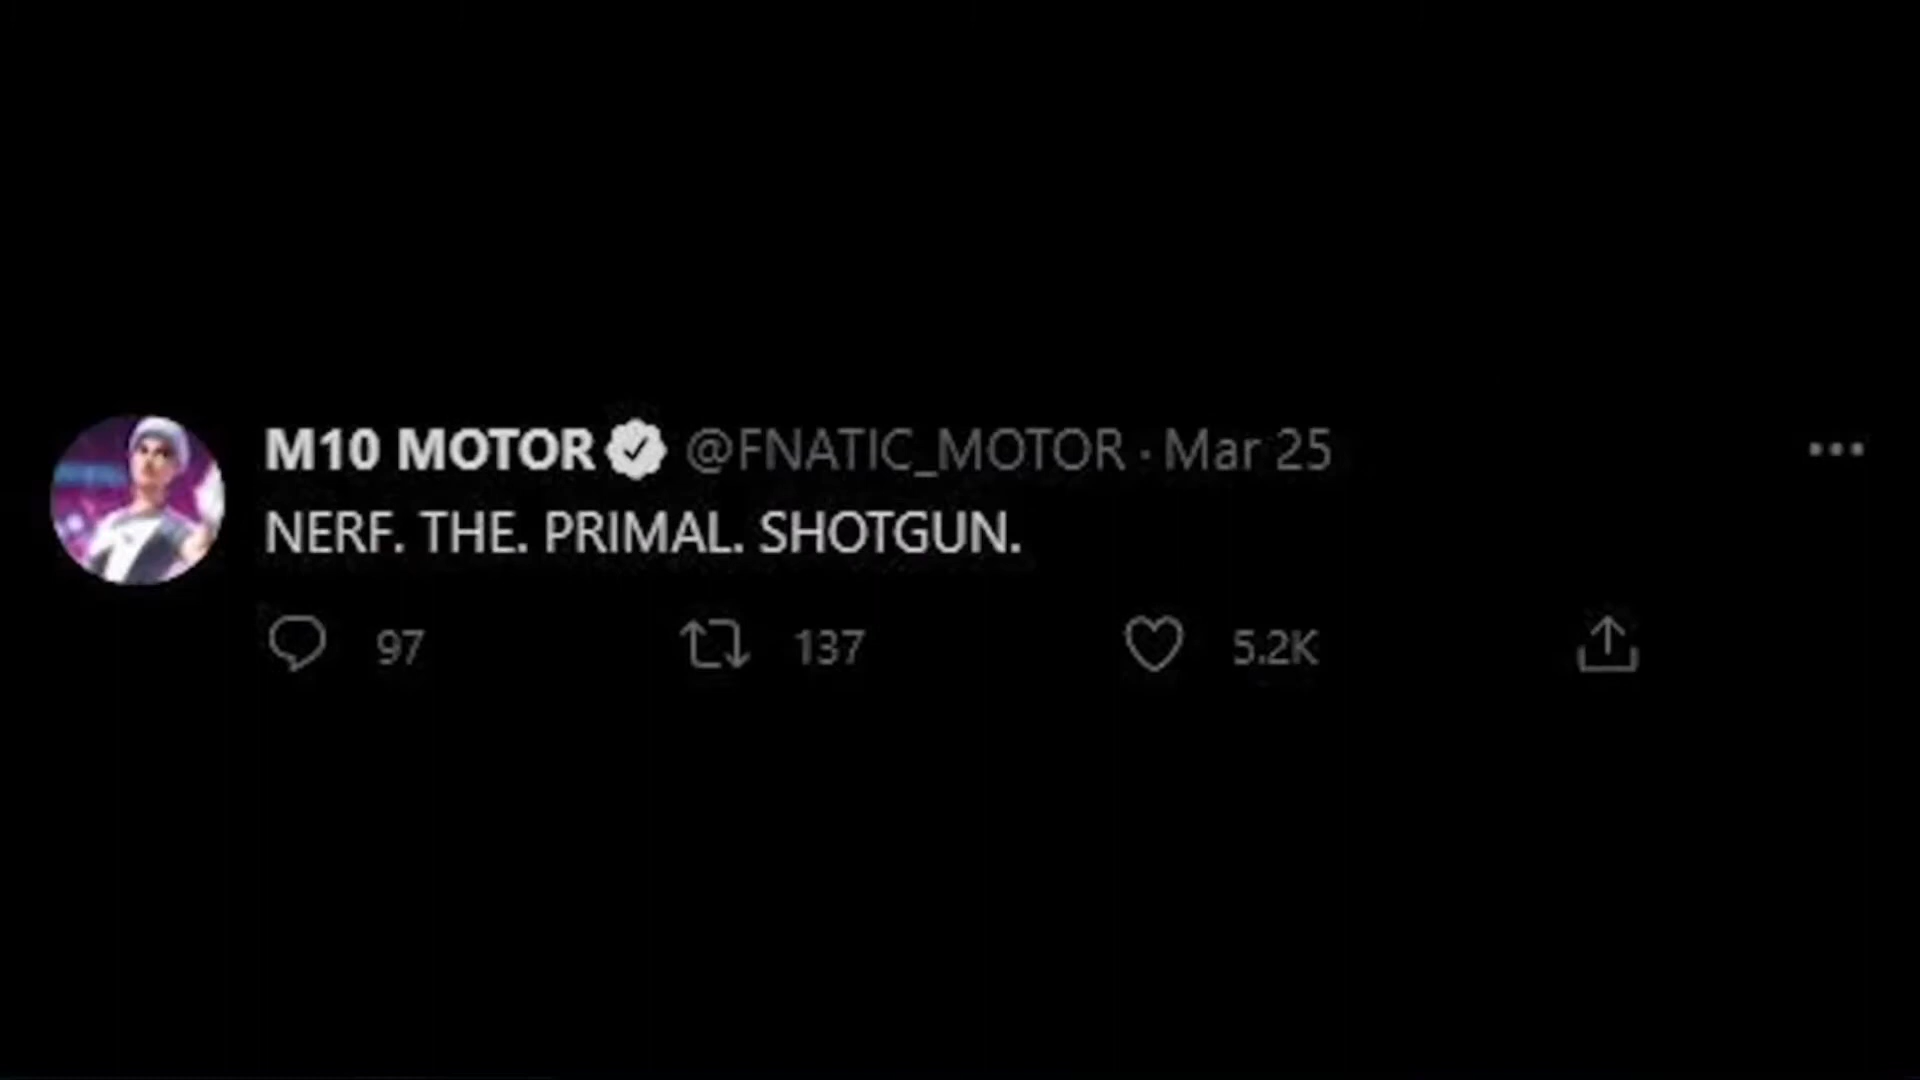 M10 MOTOR @FNATIC_MOTOR · Mar 25
NERF. THE. PRIMAL. SHOTGUN.
97 137 5.2K